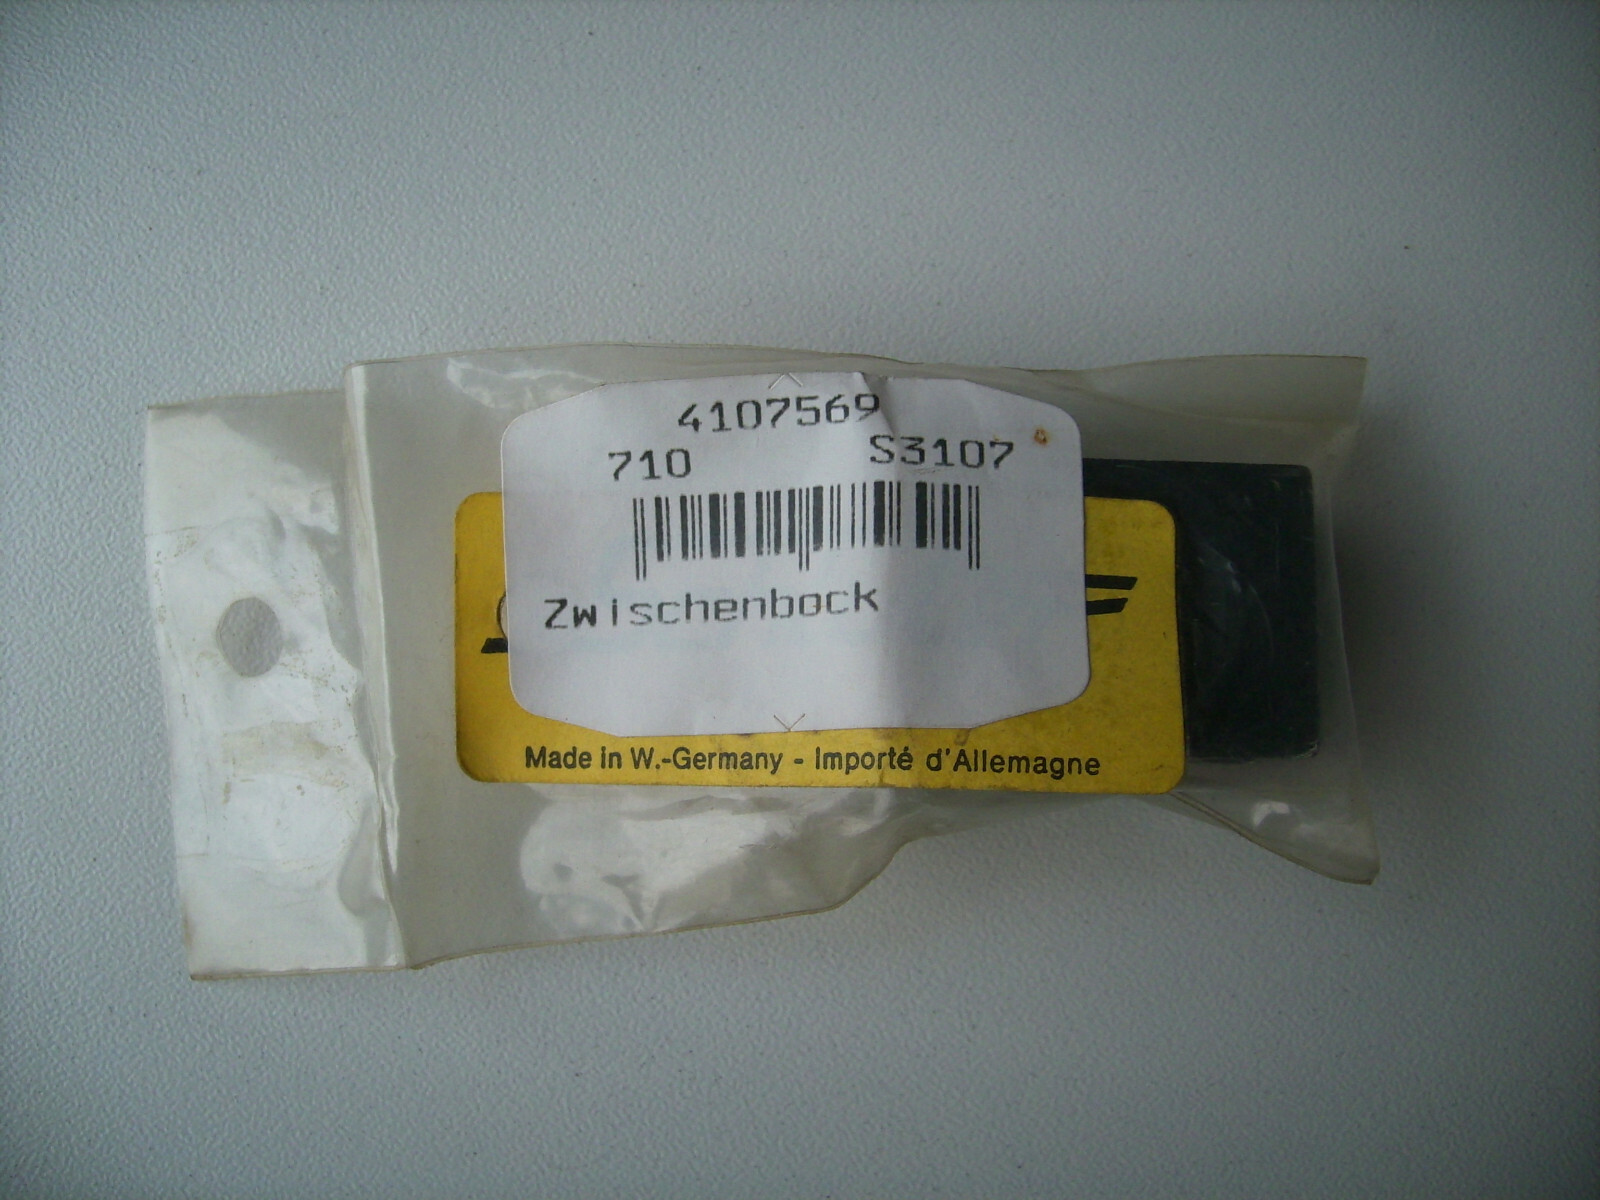 4107569
710 S3107
Zwischenbock
Made in W.-Germany - Importé d'Allemagne